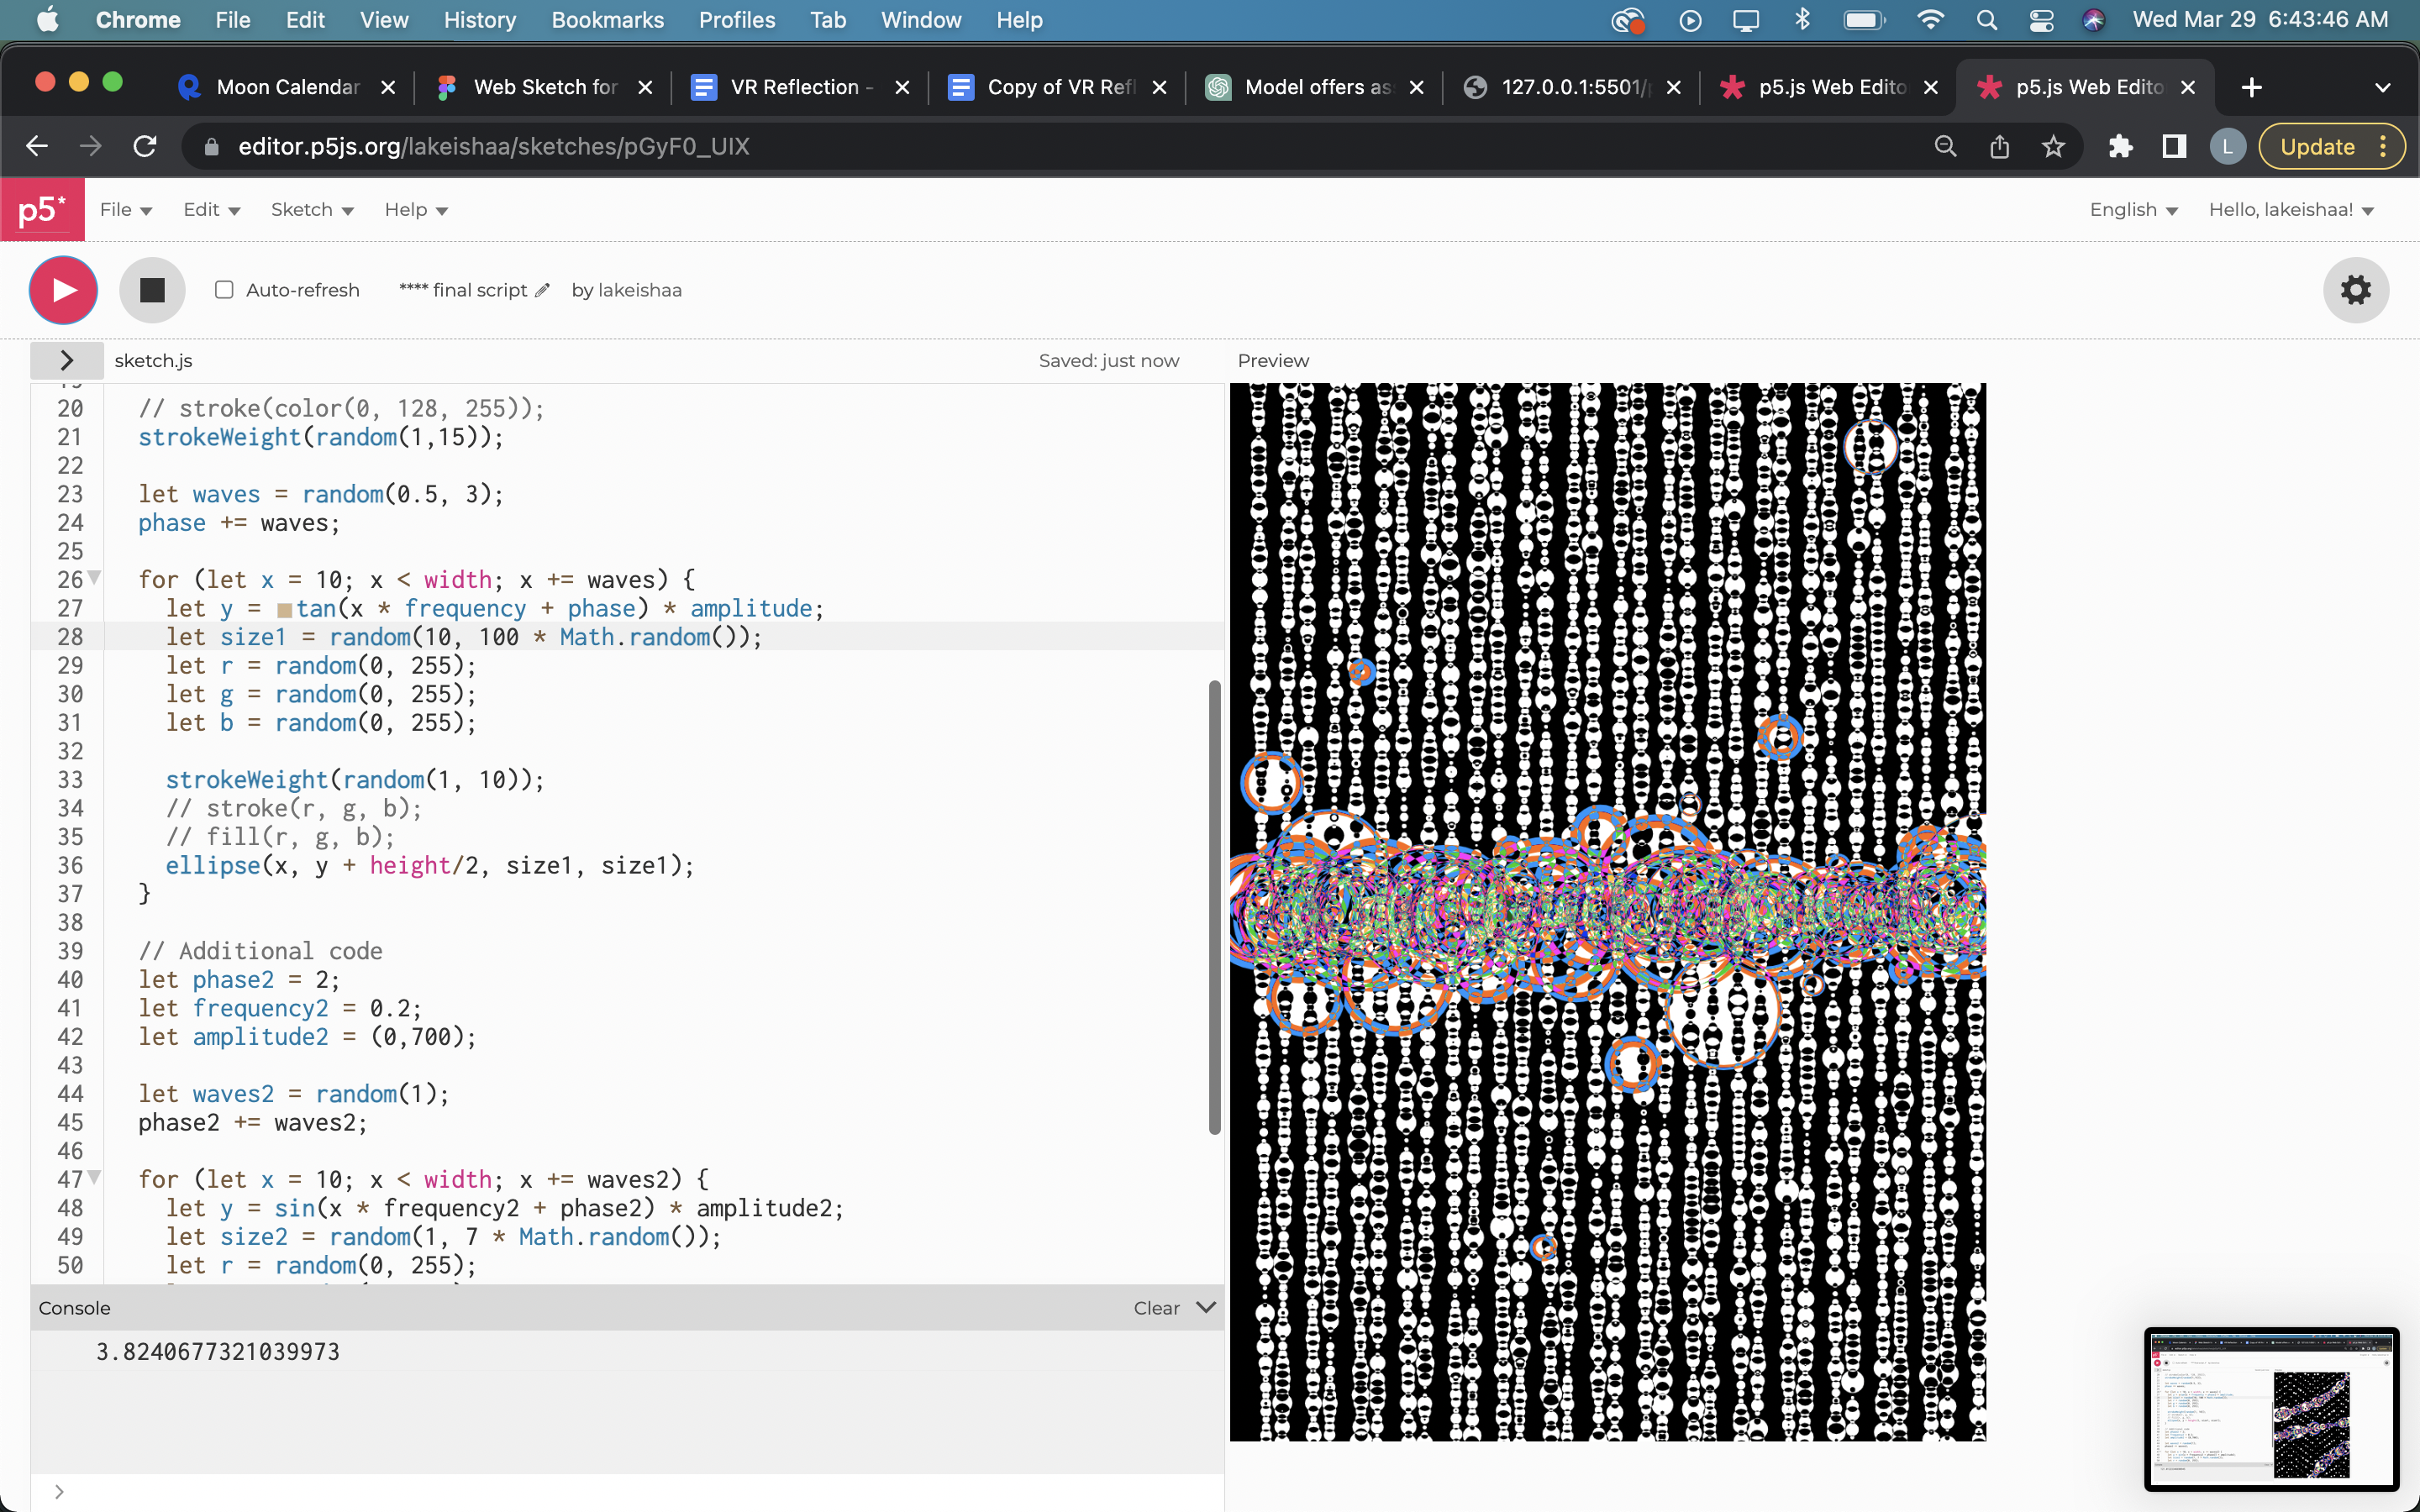 Chrome File Edit View History Bookmarks Profiles Tab Window Help Wed Mar 29 6:43:46 AM
Moon Calendar Web Sketch for VR Reflection - Copy of VR Refl Model offers as 127.0.0.1:5501/ p5.js Web Edito p5.js Web Edito
editor.p5js.org/lakeishaa/sketches/pGyF0_UIX L Update
p5* File Edit Sketch Help English Hello, lakeishaa!
Auto-refresh **** final script by lakeishaa
sketch.js Saved: just now Preview
20 // stroke(color(0, 128, 255));
21 strokeWeight(random(1,15));
22
23 let waves = random(0.5, 3);
24 phase += waves;
25
26 for (let x = 10; x < width; x += waves) {
27 let y = tan(x * frequency + phase) * amplitude;
28 let size1 = random(10, 100 * Math.random());
29 let r = random(0, 255);
30 let g = random(0, 255);
31 let b = random(0, 255);
32
33 strokeWeight(random(1, 10));
34 // stroke(r, g, b);
35 // fill(r, g, b);
36 ellipse(x, y + height/2, size1, size1);
37 }
38
39 // Additional code
40 let phase2 = 2;
41 let frequency2 = 0.2;
42 let amplitude2 = (0,700);
43
44 let waves2 = random(1);
45 phase2 += waves2;
46
47 for (let x = 10; x < width; x += waves2) {
48 let y = sin(x * frequency2 + phase2) * amplitude2;
49 let size2 = random(1, 7 * Math.random());
50 let r = random(0, 255);
Console Clear
3.8240677321039973